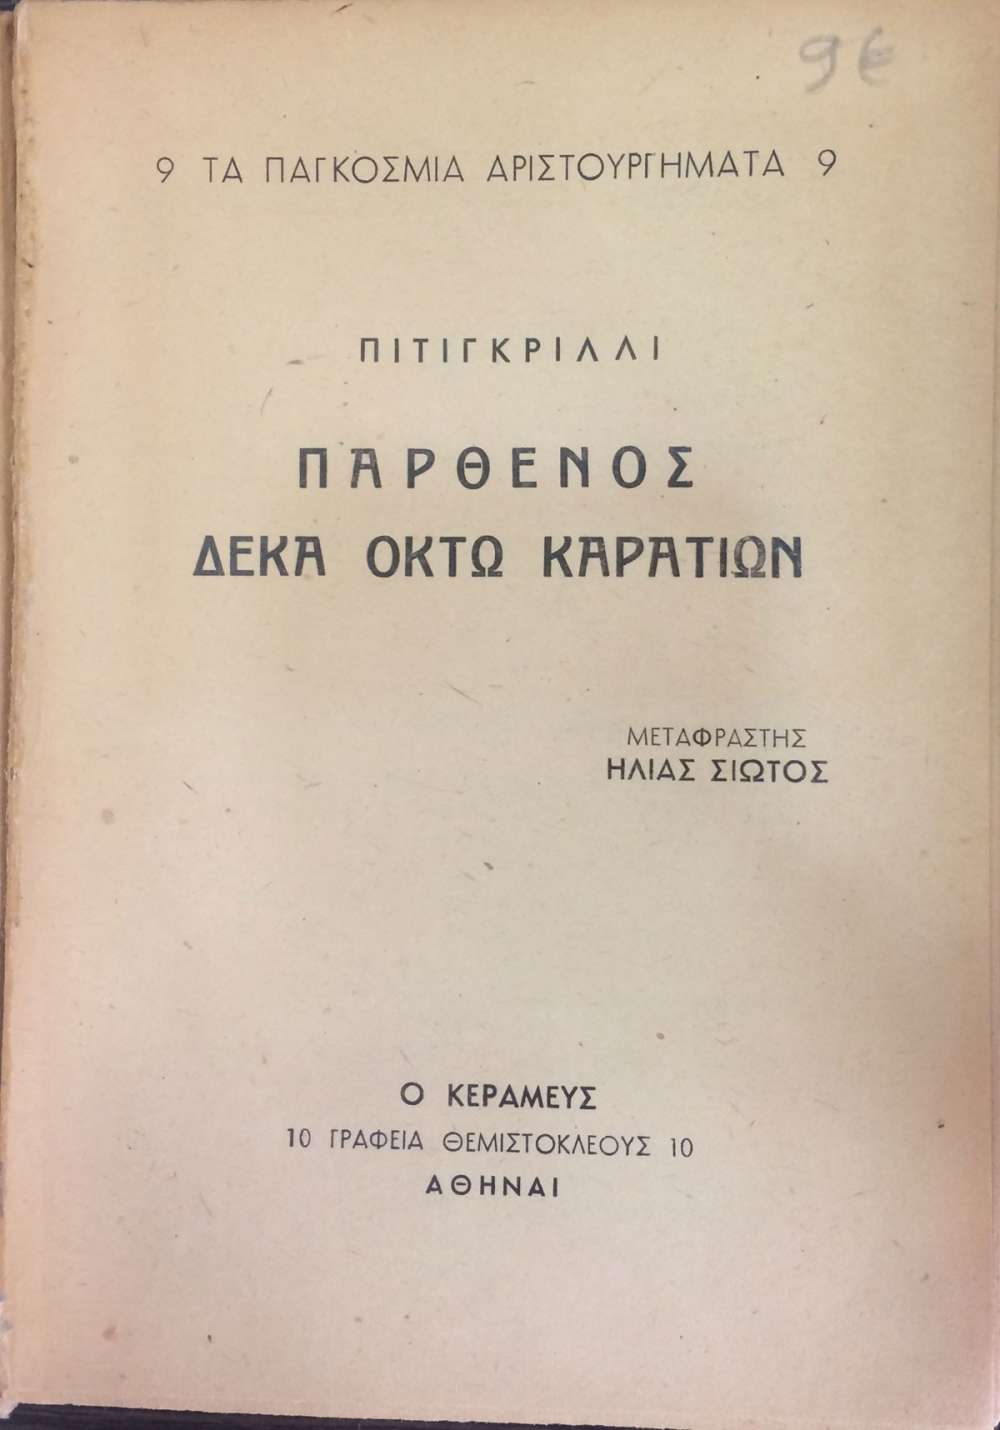 9€
9 ΤΑ ΠΑΓΚΟΣΜΙΑ ΑΡΙΣΤΟΥΡΓΗΜΑΤΑ 9
ΠΙΤΙΓΚΡΙΛΛΙ
ΠΑΡΘΕΝΟΣ
ΔΕΚΑ ΟΚΤΩ ΚΑΡΑΤΙΩΝ
ΜΕΤΑΦΡΑΣΤΗΣ
ΗΛΙΑΣ ΣΙΩΤΟΣ
Ο ΚΕΡΑΜΕΥΣ
10 ΓΡΑΦΕΙΑ ΘΕΜΙΣΤΟΚΛΕΟΥΣ 10
ΑΘΗΝΑΙ